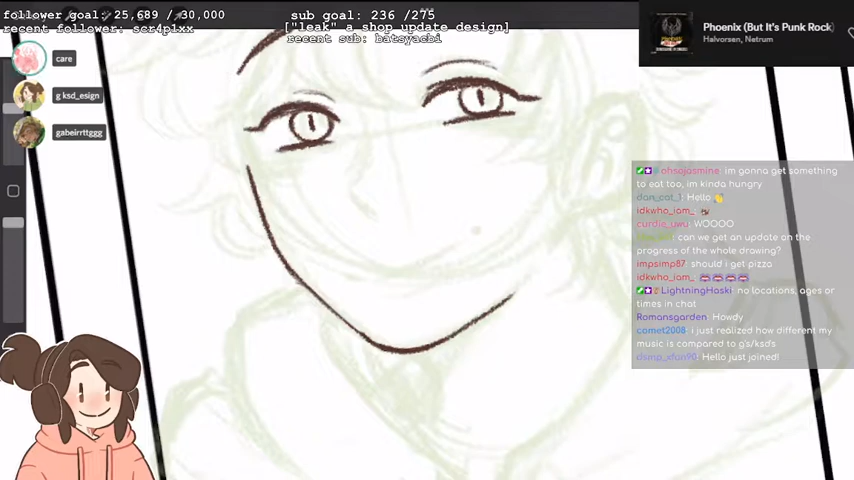 follower goal: 25,689 / 30,000
recent follower: scr4p1xx
sub goal: 236 /275
["leak" a shop update design]
recent sub: batsyacbi
Phoenix (But It's Punk Rock)
Halvorsen, Netrum
care
g ksd_esign
gabeirrttggg
ohsojasmine: im gonna get something
to eat too, im kinda hungry
dan_cat_1: Hello
idkwho_iam_:
curdie_uwu: WOOOO
can we get an update on the
progress of the whole drawing?
impsimp87: should i get pizza
idkwho_iam_:
LightningHaski: no locations, ages or
times in chat
Romansgarden: Howdy
comet2008: i just realized how different my
music is compared to g's/ksd's
dsmp_xfun90: Hello just joined!